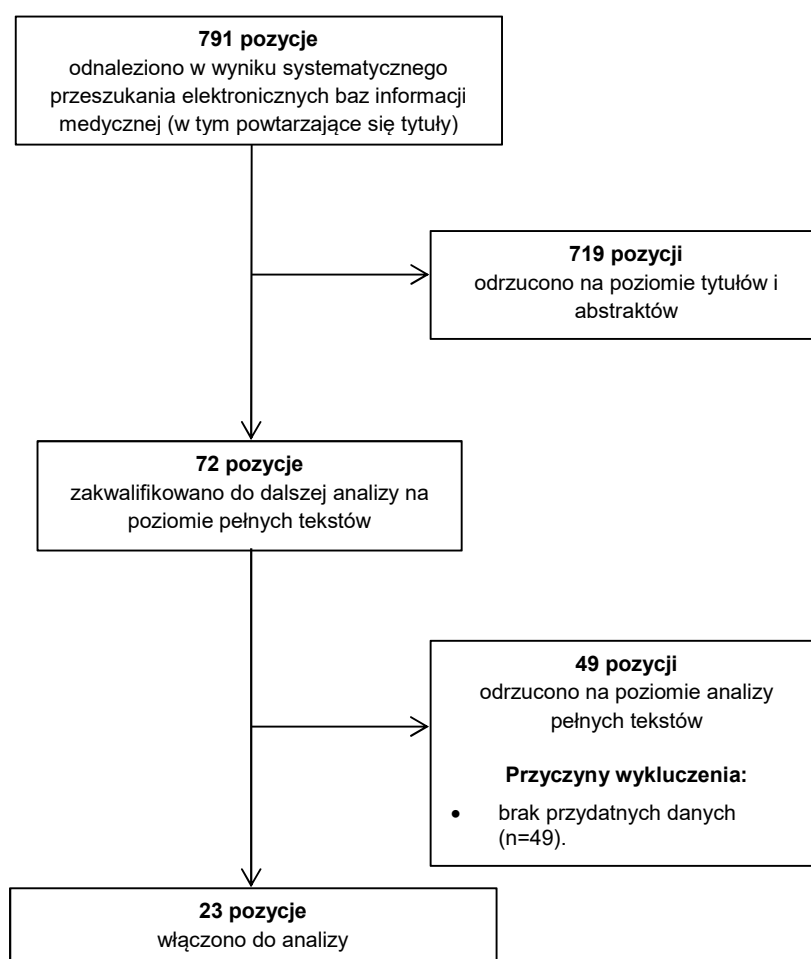 791 pozycje
odnaleziono w wyniku systematycznego
przeszukania elektronicznych baz informacji
medycznej (w tym powtarzające się tytuły)
719 pozycji
odrzucono na poziomie tytułów i
abstraktów
72 pozycje
zakwalifikowano do dalszej analizy na
poziomie pełnych tekstów
49 pozycji
odrzucono na poziomie analizy
pełnych tekstów
Przyczyny wykluczenia:
• brak przydatnych danych
(n=49).
23 pozycje
włączono do analizy